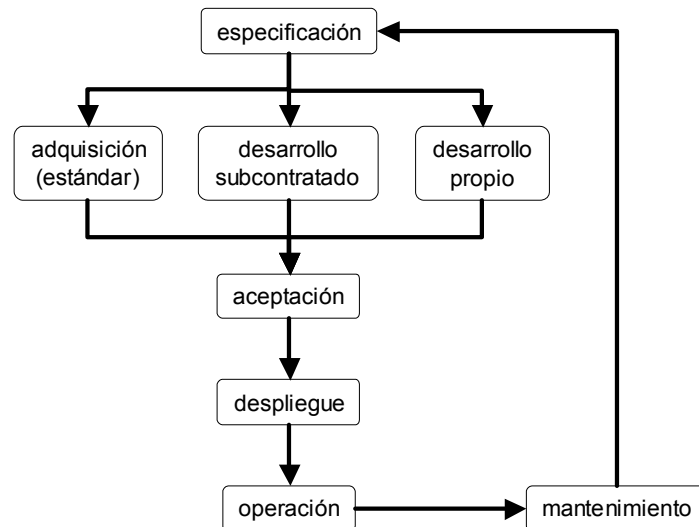 especificación
adquisición
(estándar)
desarrollo
subcontratado
desarrollo
propio
aceptación
despliegue
operación
mantenimiento